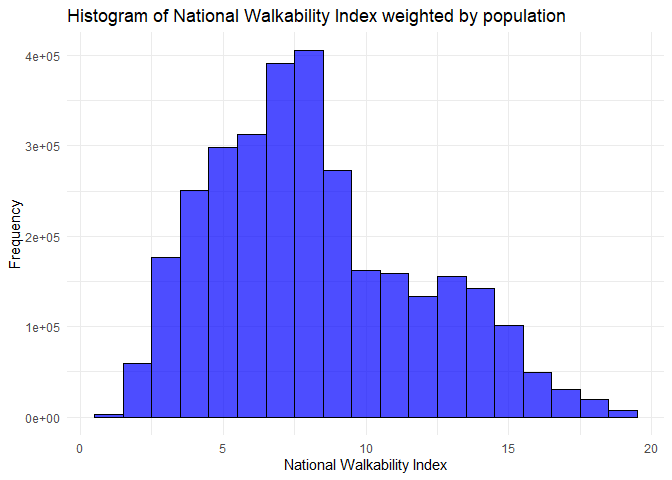 Histogram of National Walkability Index weighted by population
4e+05
3e+05
2e+05
1e+05
0e+00
Frequency
0 5 10 15 20
National Walkability Index